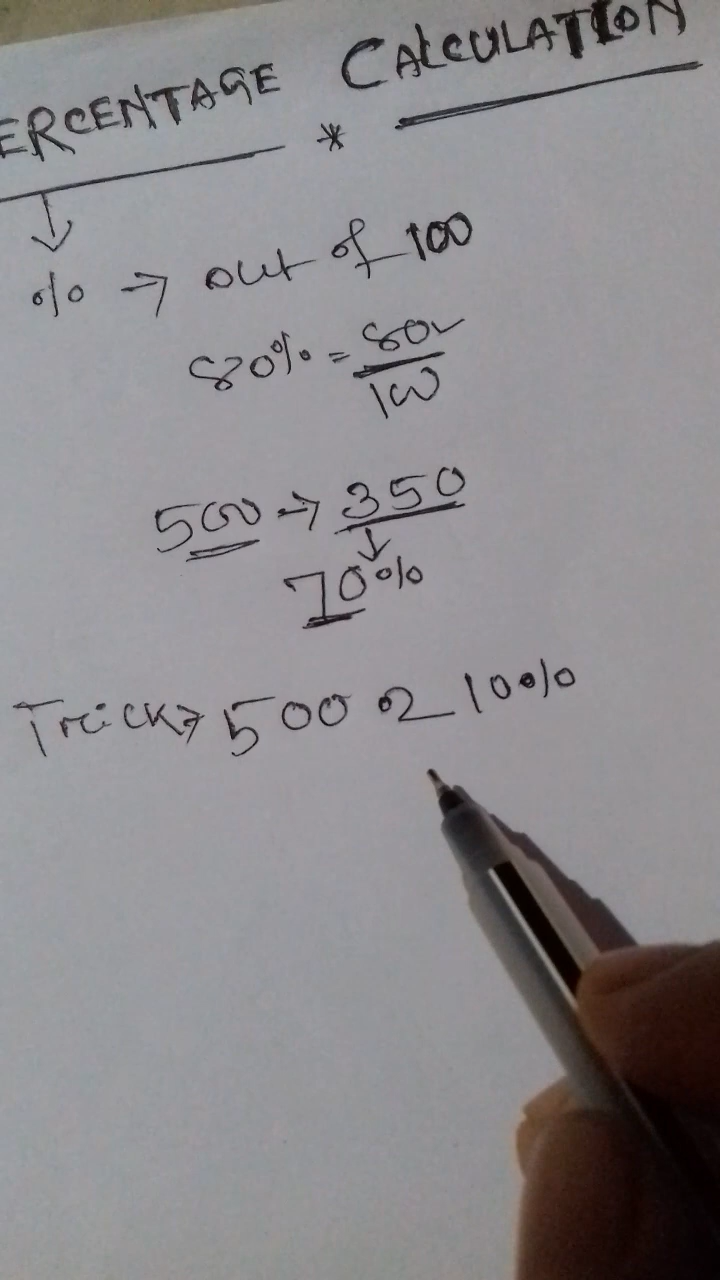 ERCENTAGE CALCULATION
*
↓
% → out of 100
80% = 80/100
500 → 350
↓
70%
Trick→ 500 10%